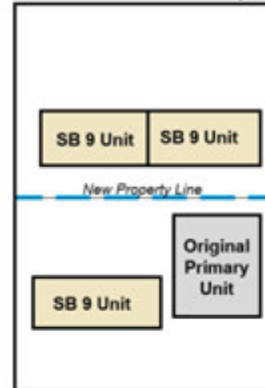 SB 9 Unit SB 9 Unit
New Property Line
Original
Primary
Unit
SB 9 Unit